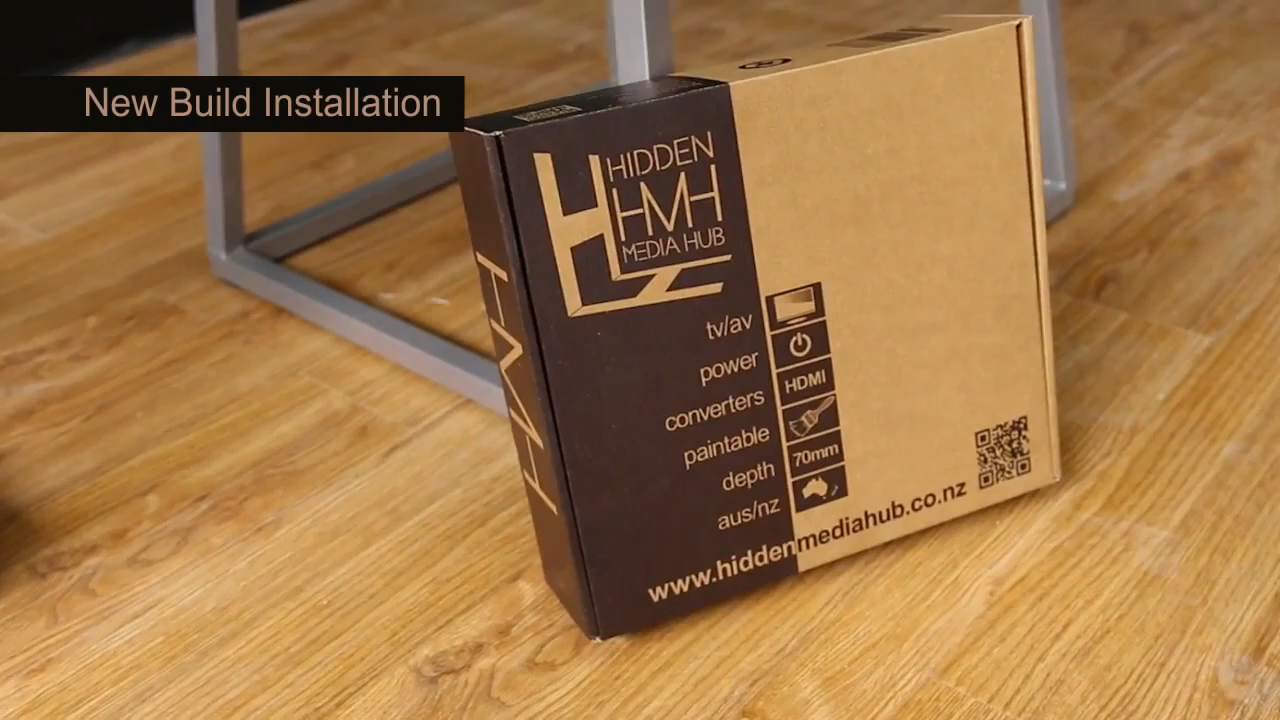 New Build Installation
HIDDEN
HMH
MEDIA HUB
HMH
tv/av
power
converters HDMI
paintable
depth 70mm
aus/nz
www.hiddenmediahub.co.nz